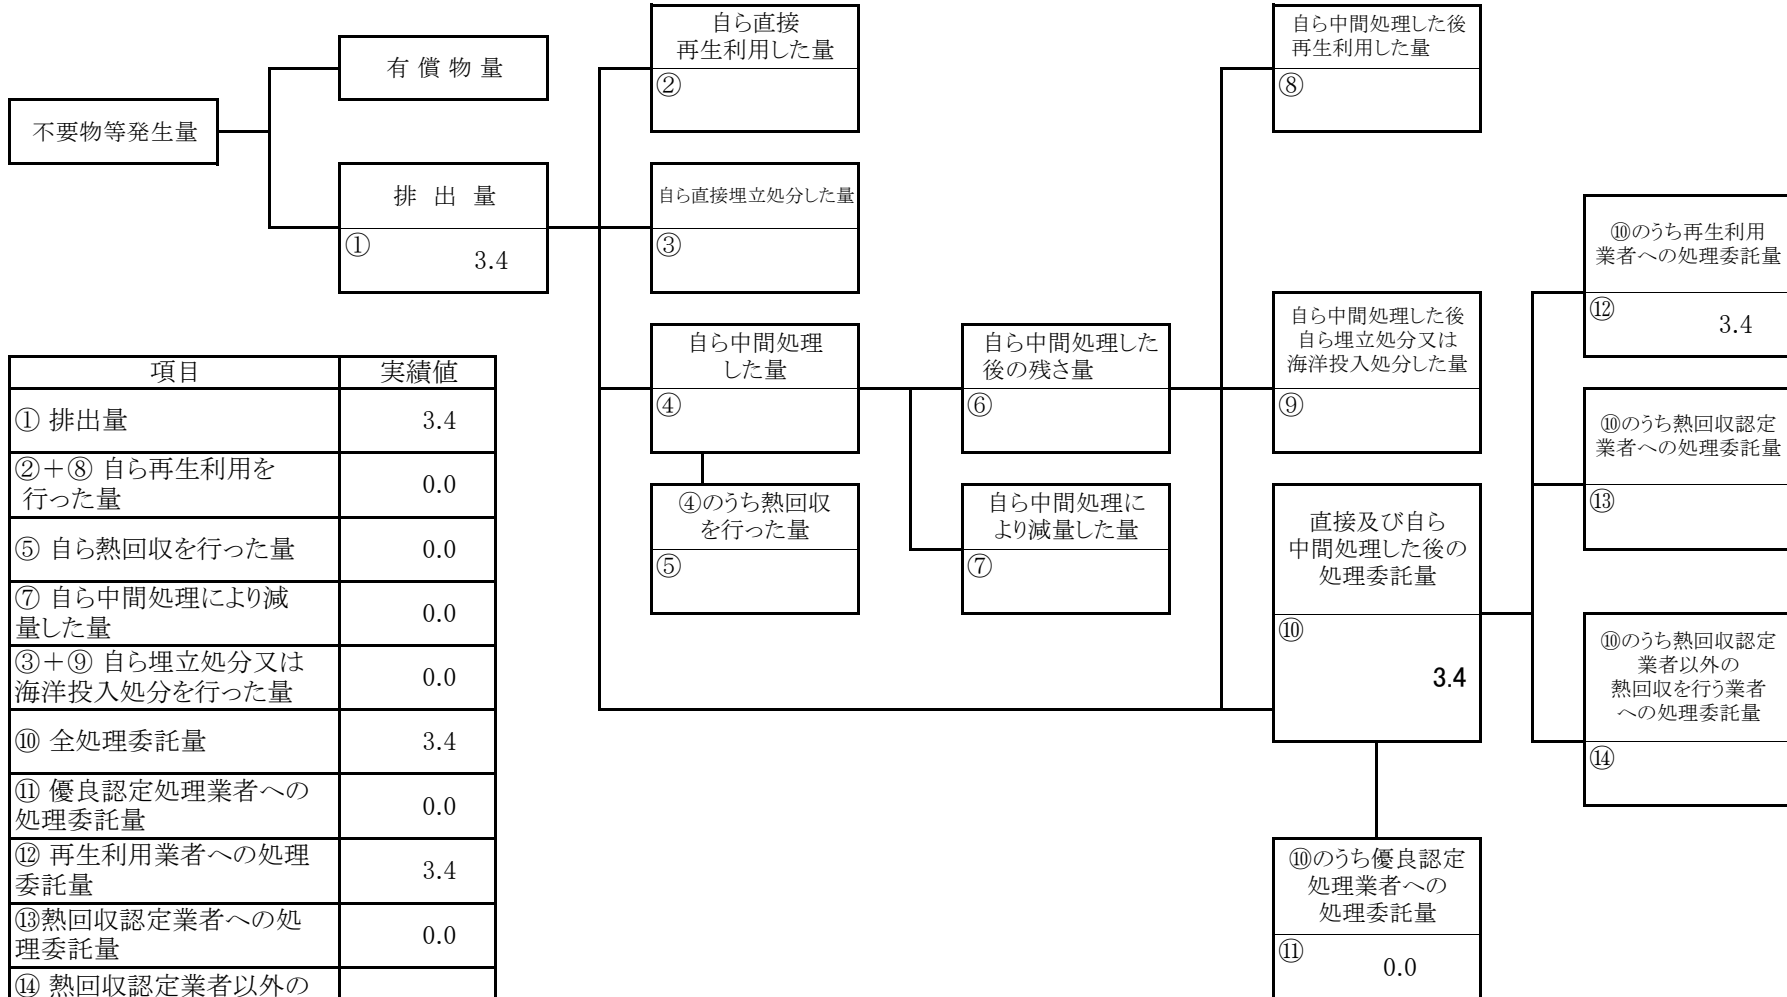 不要物等発生量
有 償 物 量
排 出 量
①
3.4
自ら直接
再生利用した量
②
自ら直接埋立処分した量
③
自ら中間処理
した量
④
④のうち熱回収
を行った量
⑤
自ら中間処理した
後の残さ量
⑥
自ら中間処理に
より減量した量
⑦
自ら中間処理した後
再生利用した量
⑧
自ら中間処理した後
自ら埋立処分又は
海洋投入処分した量
⑨
直接及び自ら
中間処理した後の
処理委託量
⑩
3.4
⑩のうち優良認定
処理業者への
処理委託量
⑪
0.0
⑩のうち再生利用
業者への処理委託量
⑫
3.4
⑩のうち熱回収認定
業者への処理委託量
⑬
⑩のうち熱回収認定
業者以外の
熱回収を行う業者
への処理委託量
⑭
項目 実績値
① 排出量 3.4
②＋⑧ 自ら再生利用を
行った量 0.0
⑤ 自ら熱回収を行った量 0.0
⑦ 自ら中間処理により減
量した量 0.0
③＋⑨ 自ら埋立処分又は
海洋投入処分を行った量 0.0
⑩ 全処理委託量 3.4
⑪ 優良認定処理業者への
処理委託量 0.0
⑫ 再生利用業者への処理
委託量 3.4
⑬熱回収認定業者への処
理委託量 0.0
⑭ 熱回収認定業者以外の